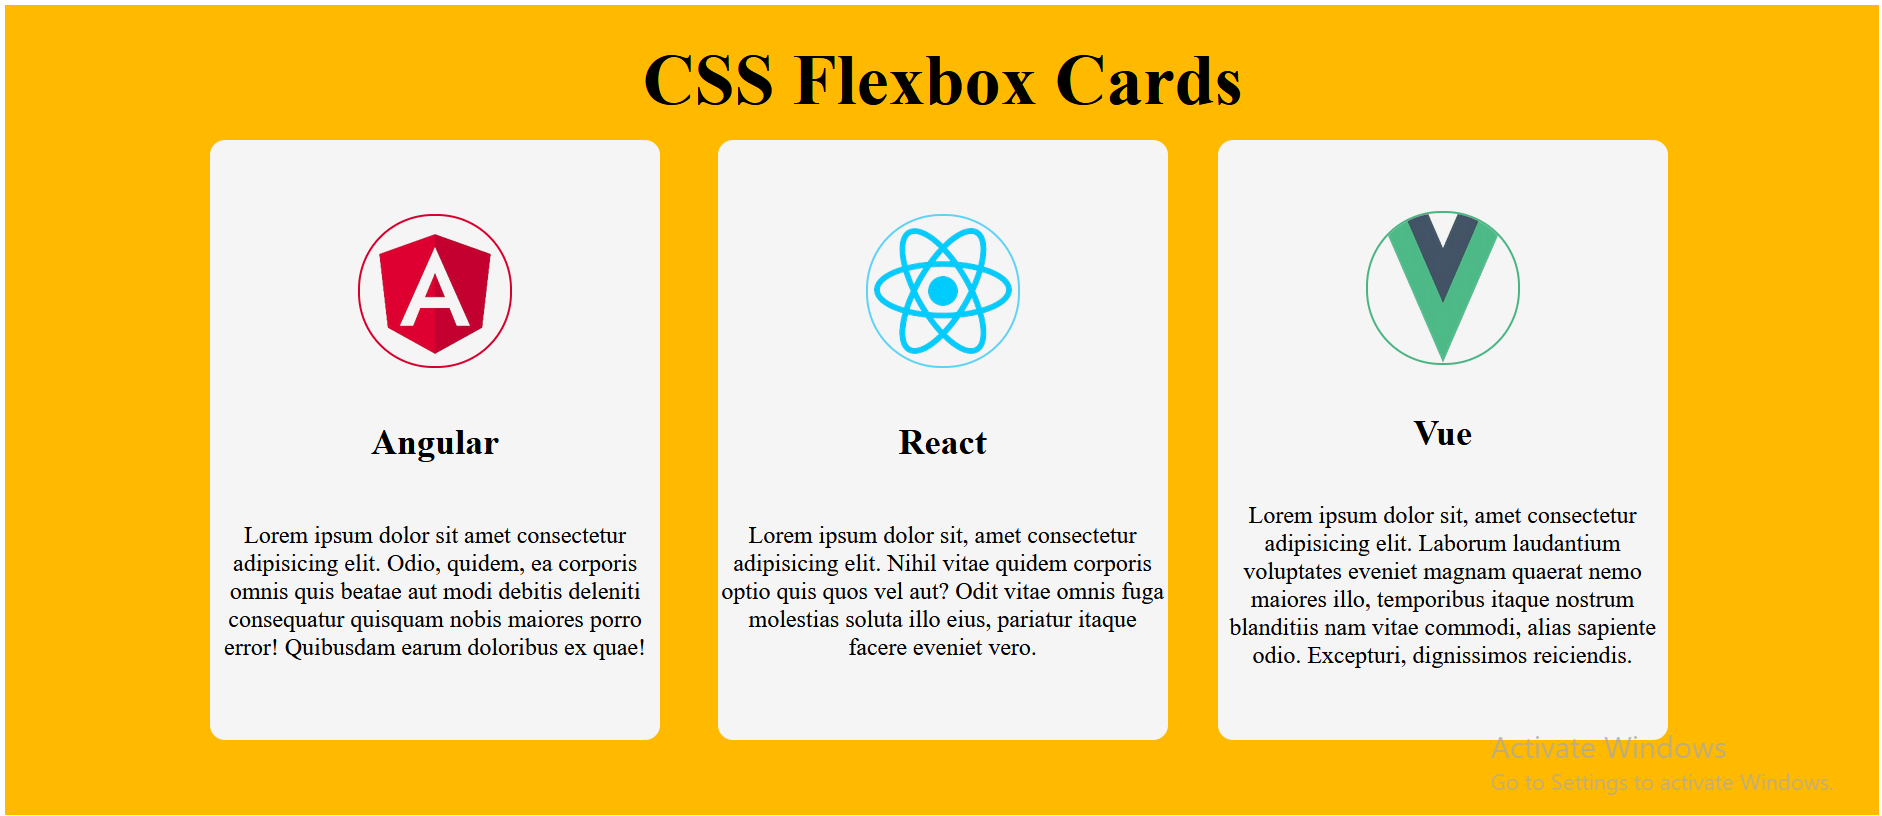 CSS Flexbox Cards
A
Angular
Lorem ipsum dolor sit amet consectetur
adipisicing elit. Odio, quidem, ea corporis
omnis quis beatae aut modi debitis deleniti
consequatur quisquam nobis maiores porro
error! Quibusdam earum doloribus ex quae!
React
Lorem ipsum dolor sit, amet consectetur
adipisicing elit. Nihil vitae quidem corporis
optio quis quos vel aut? Odit vitae omnis fuga
molestias soluta illo eius, pariatur itaque
facere eveniet vero.
Vue
Lorem ipsum dolor sit, amet consectetur
adipisicing elit. Laborum laudantium
voluptates eveniet magnam quaerat nemo
maiores illo, temporibus itaque nostrum
blanditiis nam vitae commodi, alias sapiente
odio. Excepturi, dignissimos reiciendis.
Activate Windows
Go to Settings to activate Windows.